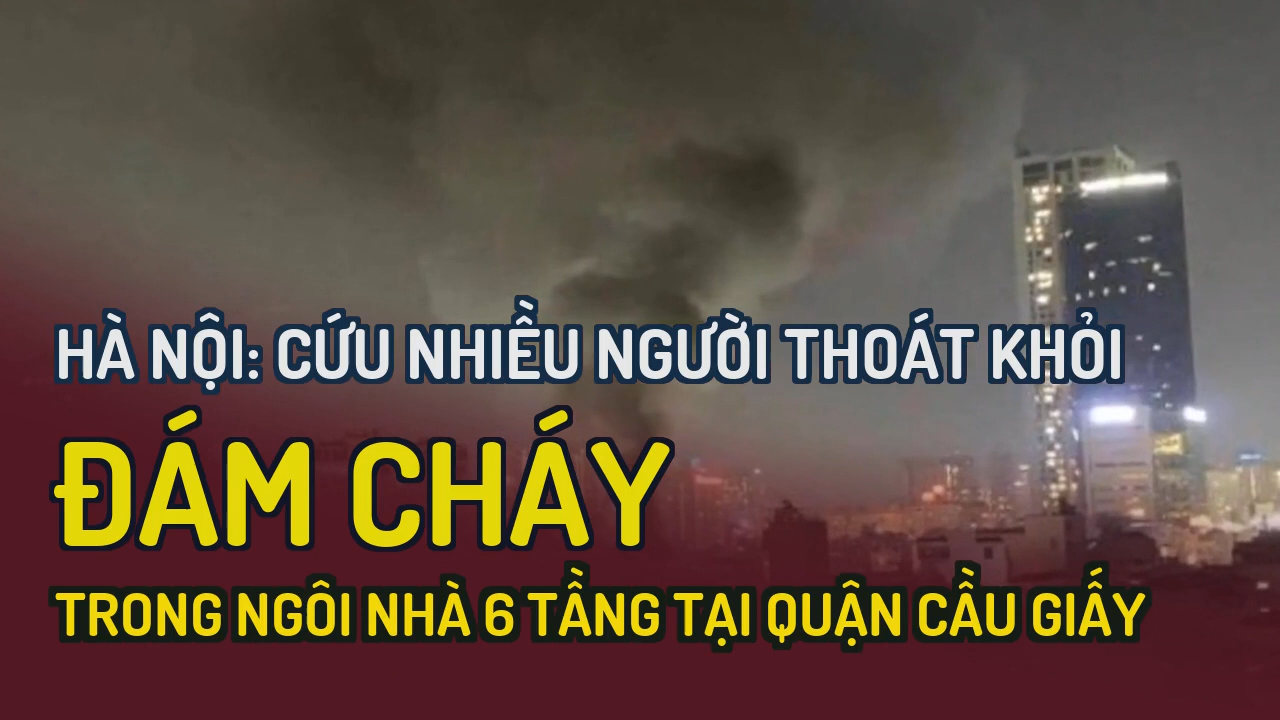 HÀ NỘI: CỨU NHIỀU NGƯỜI THOÁT KHỎI
ĐÁM CHÁY
TRONG NGÔI NHÀ 6 TẦNG TẠI QUẬN CẦU GIẤY